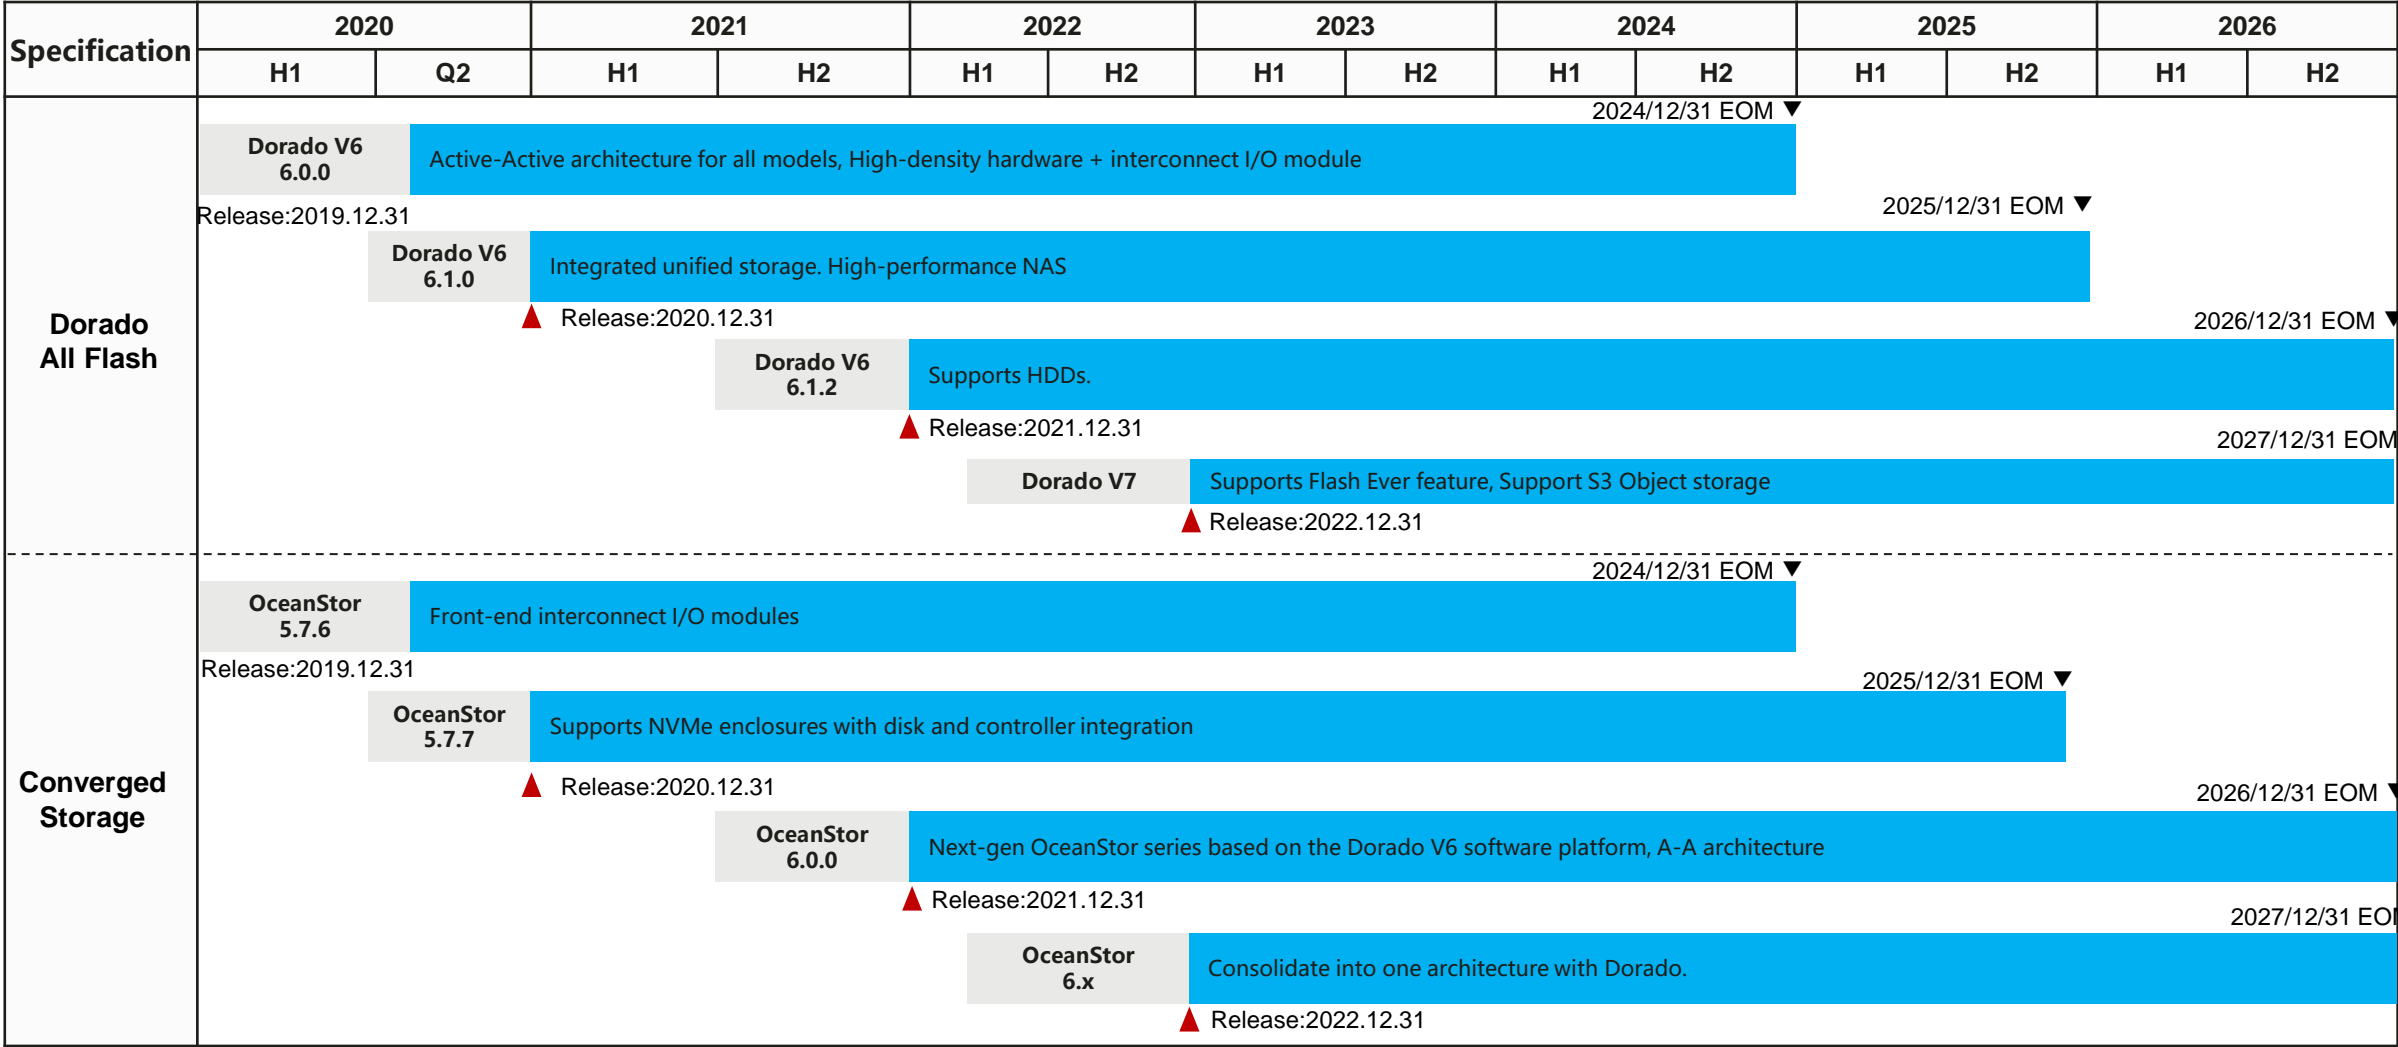 Specification
2020 2021 2022 2023 2024 2025 2026
H1 Q2 H1 H2 H1 H2 H1 H2 H1 H2 H1 H2 H1 H2
Dorado
All Flash
2024/12/31 EOM ▼
Dorado V6
6.0.0
Active-Active architecture for all models, High-density hardware + interconnect I/O module
Release:2019.12.31
2025/12/31 EOM ▼
Dorado V6
6.1.0
Integrated unified storage. High-performance NAS
Release:2020.12.31
2026/12/31 EOM ▼
Dorado V6
6.1.2
Supports HDDs.
Release:2021.12.31
2027/12/31 EOM
Dorado V7
Supports Flash Ever feature, Support S3 Object storage
Release:2022.12.31
Converged
Storage
2024/12/31 EOM ▼
OceanStor
5.7.6
Front-end interconnect I/O modules
Release:2019.12.31
2025/12/31 EOM ▼
OceanStor
5.7.7
Supports NVMe enclosures with disk and controller integration
Release:2020.12.31
2026/12/31 EOM ▼
OceanStor
6.0.0
Next-gen OceanStor series based on the Dorado V6 software platform, A-A architecture
Release:2021.12.31
2027/12/31 EOM
OceanStor
6.x
Consolidate into one architecture with Dorado.
Release:2022.12.31